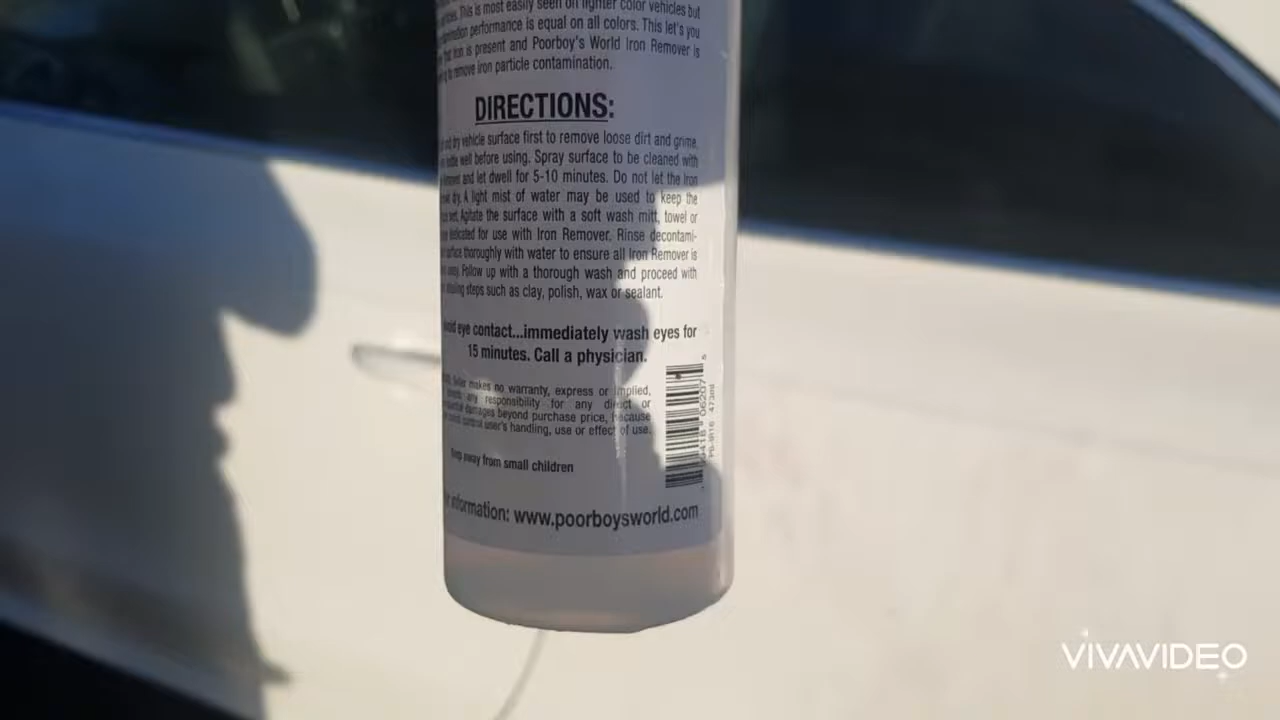 This is most easily seen on lighter color vehicles but
performance is equal on all colors. This let's you
iron is present and Poorboy's World Iron Remover is
to remove iron particle contamination.
DIRECTIONS:
dry vehicle surface first to remove loose dirt and grime.
well before using. Spray surface to be cleaned with
and let dwell for 5-10 minutes. Do not let the Iron
dry. A light mist of water may be used to keep the
wet. Agitate the surface with a soft wash mitt, towel or
dedicated for use with Iron Remover. Rinse decontami-
surface thoroughly with water to ensure all Iron Remover is
away. Follow up with a thorough wash and proceed with
steps such as clay, polish, wax or sealant.
eye contact...immediately wash eyes for
15 minutes. Call a physician.
makes no warranty, express or implied,
any responsibility for any direct or
damages beyond purchase price, because
control user's handling, use or effect of use.
away from small children
information: www.poorboysworld.com
473ml
VIVAVIDEO